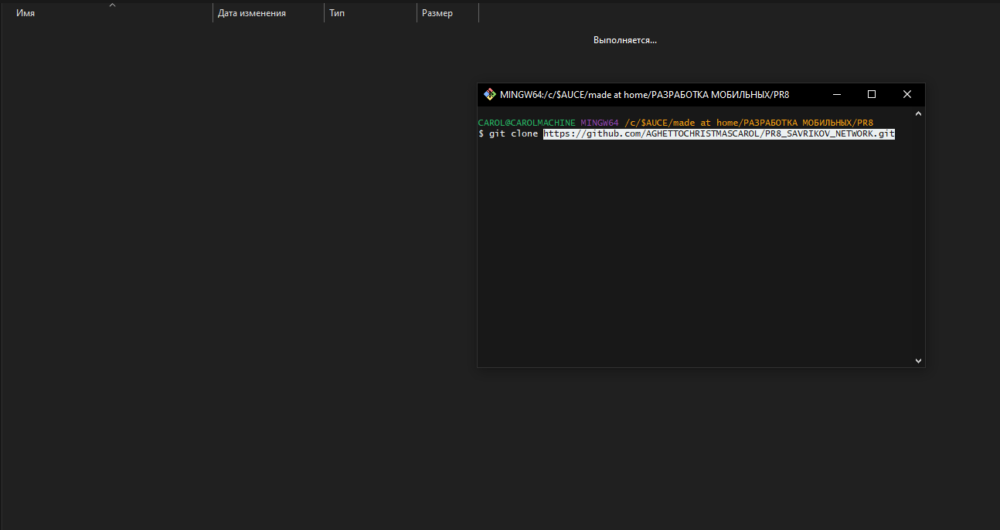 Имя Дата изменения Тип Размер
Выполняется...
MINGW64:/c/$AUCE/made at home/РАЗРАБОТКА МОБИЛЬНЫХ/PR8
CAROL@CAROLMACHINE MINGW64 /c/$AUCE/made at home/РАЗРАБОТКА МОБИЛЬНЫХ/PR8
$ git clone https://github.com/AGHETTOCHRISTMASCAROL/PR8_SAVRIKOV_NETWORK.git